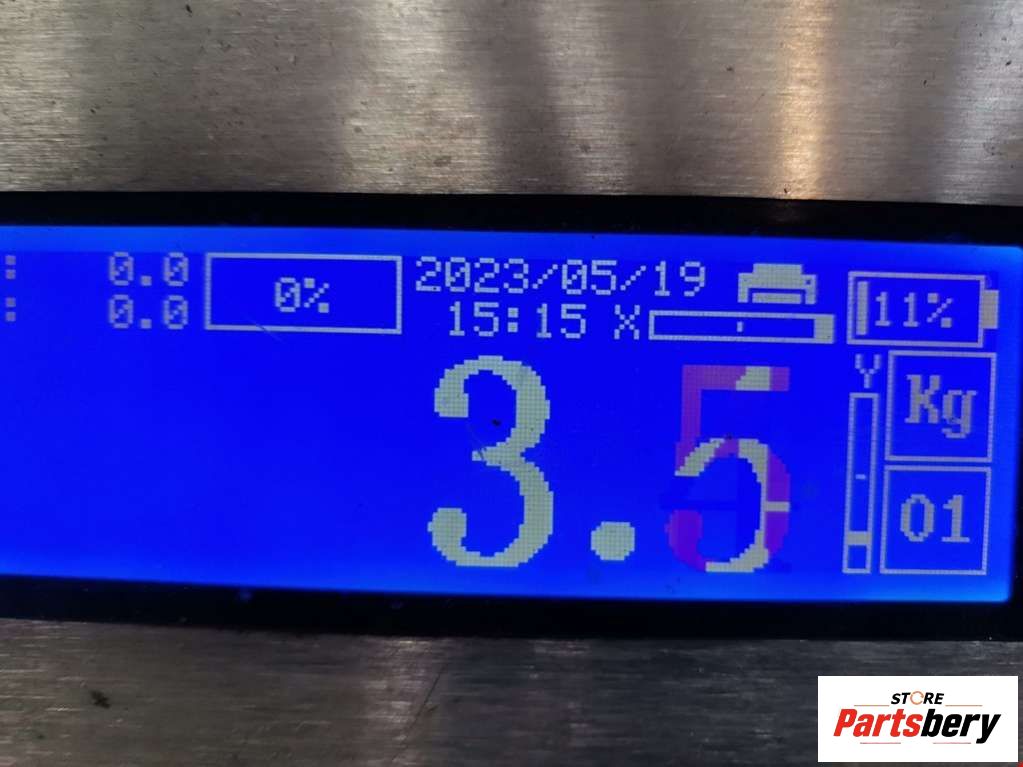 : 0.0
: 0.0
0%
2023/05/19
15:15 X
11%
3.5
Y
Kg
01
STORE
Partsbery